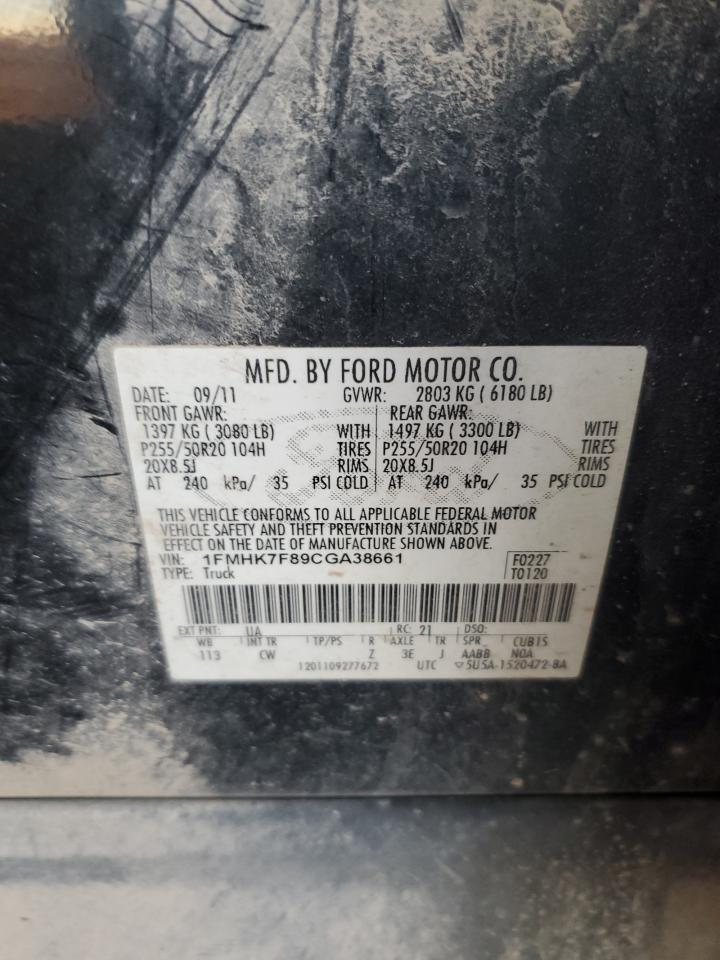 MFD. BY FORD MOTOR CO.
DATE: 09/11 GVWR: 2803 KG ( 6180 LB)
FRONT GAWR: REAR GAWR:
1397 KG ( 3080 LB) WITH 1497 KG ( 3300 LB) WITH
P255/50R20 104H TIRES P255/50R20 104H TIRES
20X8.5J RIMS 20X8.5J RIMS
AT 240 kPa/ 35 PSI COLD AT 240 kPa/ 35 PSI COLD
THIS VEHICLE CONFORMS TO ALL APPLICABLE FEDERAL MOTOR
VEHICLE SAFETY AND THEFT PREVENTION STANDARDS IN
EFFECT ON THE DATE OF MANUFACTURE SHOWN ABOVE.
VIN: 1FMHK7F89CGA38661 F0227
TYPE: Truck T0120
EXT PNT: UA RC: 21 DSO:
WB INT TR TP/PS R AXLE TR SPR CUBIS
113 CW Z 3E J AABB NOA
1201109277672 UTC ▽5U5A-1520472-BA